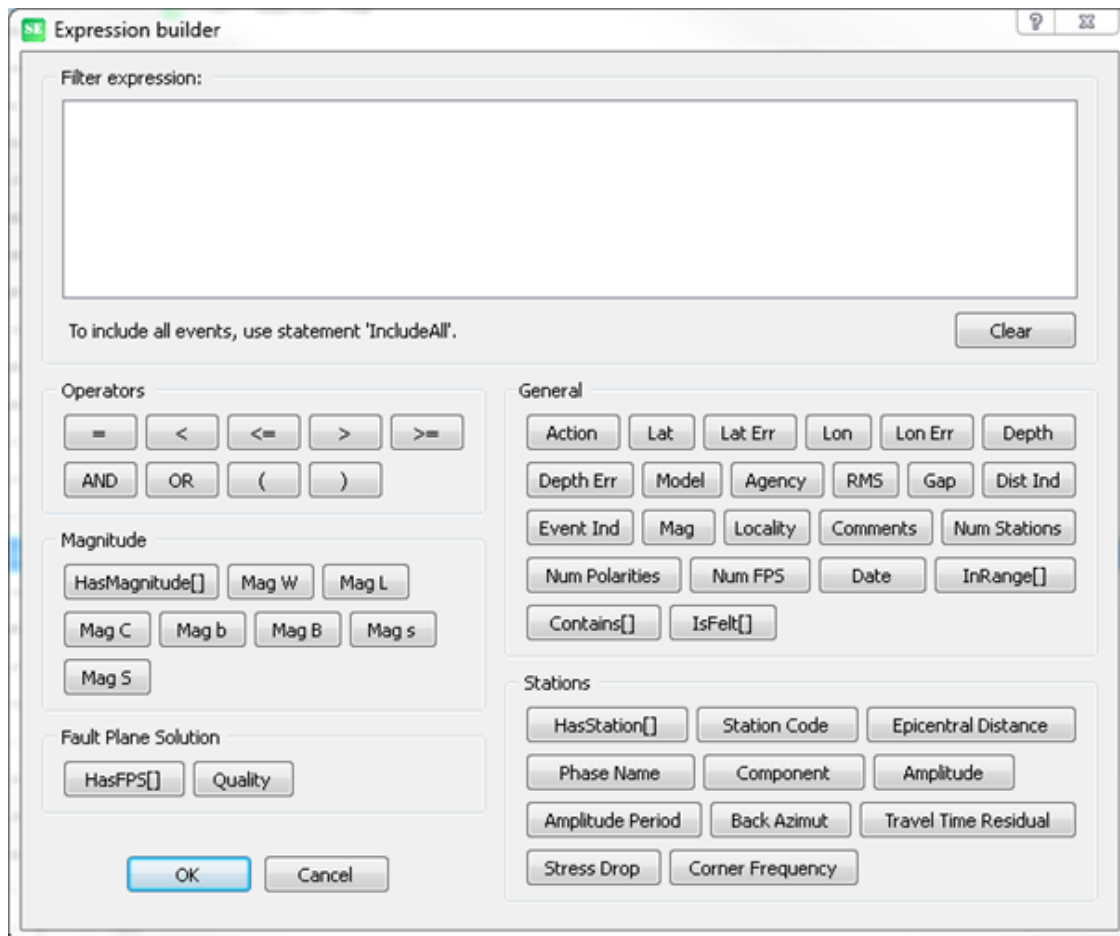 SE Expression builder
Filter expression:
To include all events, use statement 'IncludeAll'.
Clear
Operators
= < <= > >=
AND OR ( )
Magnitude
HasMagnitude[] Mag W Mag L
Mag C Mag b Mag B Mag s
Mag S
Fault Plane Solution
HasFPS[] Quality
OK Cancel
General
Action Lat Lat Err Lon Lon Err Depth
Depth Err Model Agency RMS Gap Dist Ind
Event Ind Mag Locality Comments Num Stations
Num Polarities Num FPS Date InRange[]
Contains[] IsFelt[]
Stations
HasStation[] Station Code Epicentral Distance
Phase Name Component Amplitude
Amplitude Period Back Azimut Travel Time Residual
Stress Drop Corner Frequency